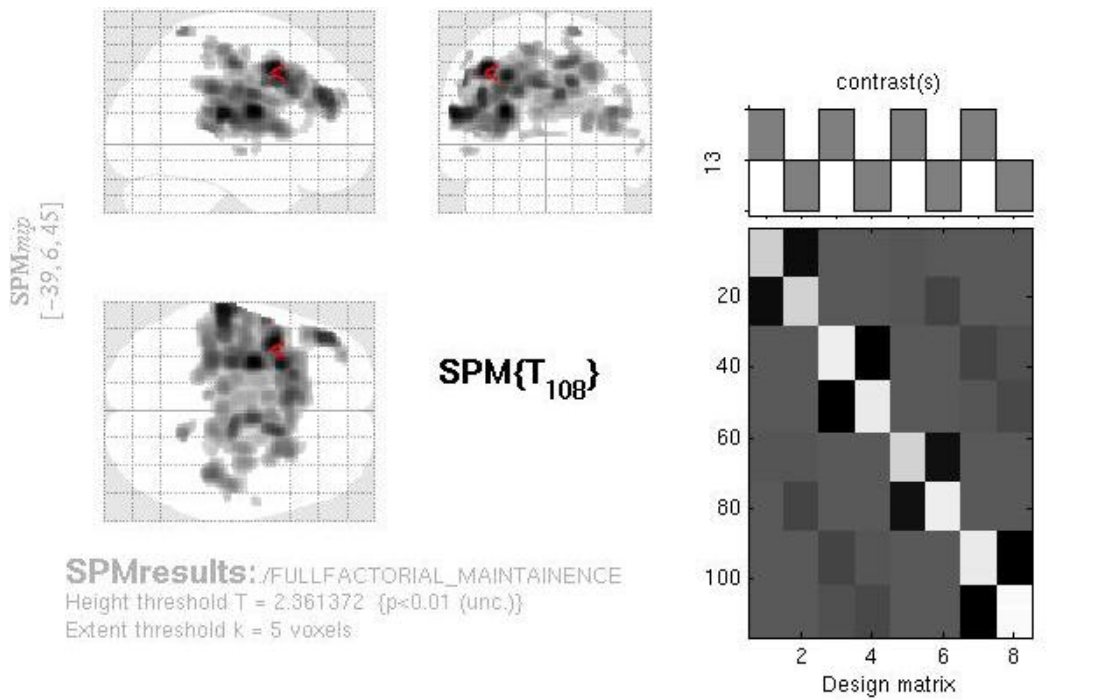 contrast(s)
13
SPMmip
[-39, 6, 45]
SPM{T108}
20
40
60
80
100
2 4 6 8
Design matrix
SPMresults: ./FULLFACTORIAL_MAINTAINENCE
Height threshold T = 2.361372 {p<0.01 (unc.)}
Extent threshold k = 5 voxels